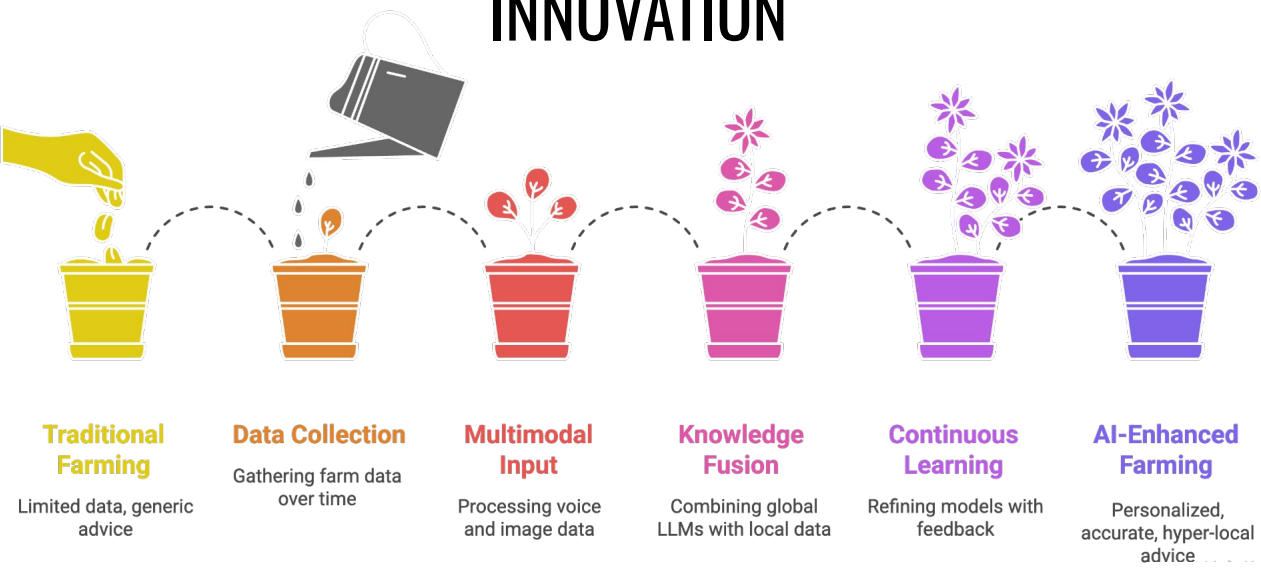 INNOVATION
Traditional
Farming
Limited data, generic
advice
Data Collection
Gathering farm data
over time
Multimodal
Input
Processing voice
and image data
Knowledge
Fusion
Combining global
LLMs with local data
Continuous
Learning
Refining models with
feedback
AI-Enhanced
Farming
Personalized,
accurate, hyper-local
advice